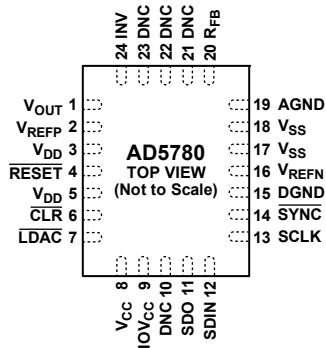 24 INV
23 DNC
22 DNC
21 DNC
20 RFB
VOUT 1
VREFP 2
VDD 3
RESET 4
VDD 5
CLR 6
LDAC 7
AD5780
TOP VIEW
(Not to Scale)
19 AGND
18 VSS
17 VSS
16 VREFN
15 DGND
14 SYNC
13 SCLK
VCC 8
IOVCC 9
DNC 10
SDO 11
SDIN 12